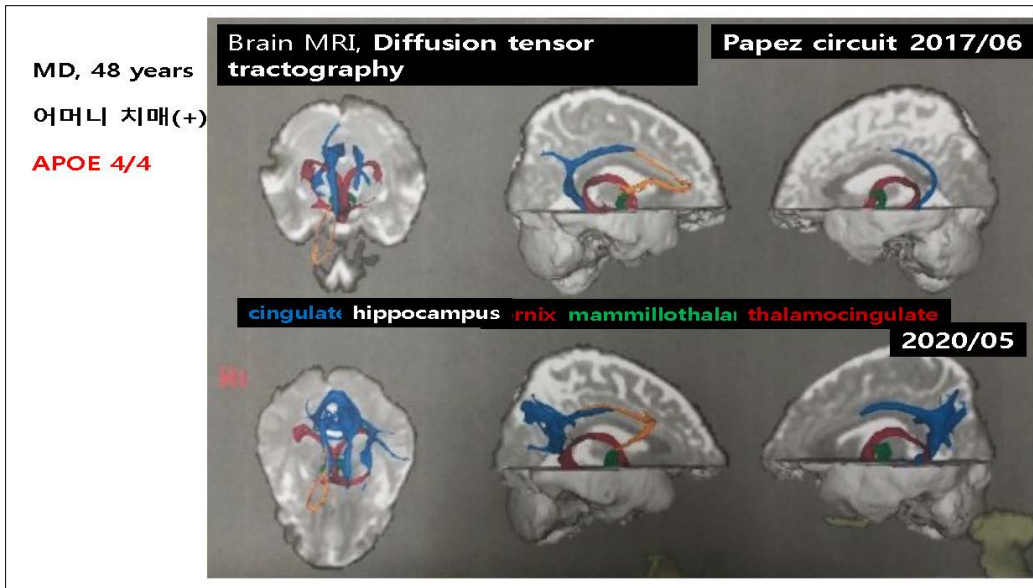 MD, 48 years
어머니 치매(+)
APOE 4/4
Brain MRI, Diffusion tensor
tractography
Papez circuit 2017/06
cingulate hippocampus rnix mammillothala thalamocingulate
2020/05